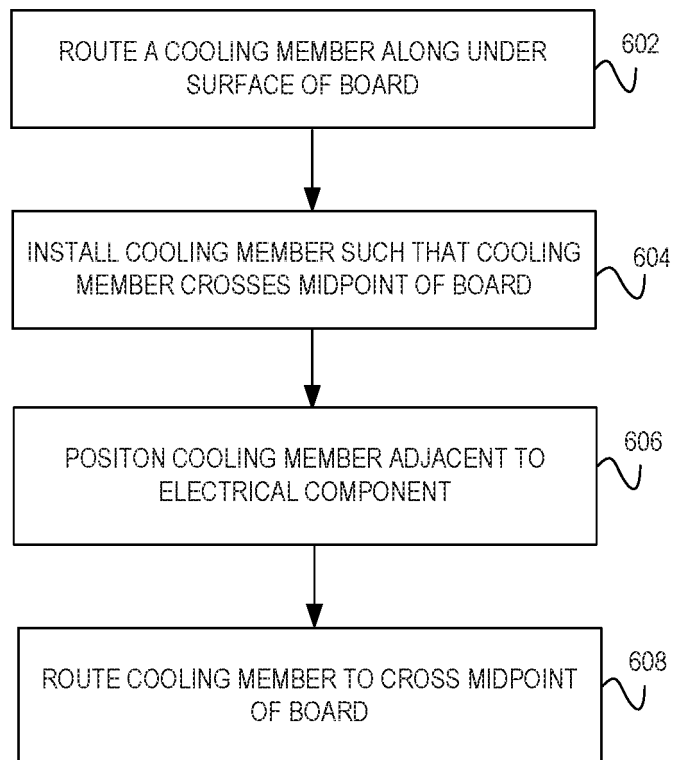 ROUTE A COOLING MEMBER ALONG UNDER
SURFACE OF BOARD
602
INSTALL COOLING MEMBER SUCH THAT COOLING
MEMBER CROSSES MIDPOINT OF BOARD
604
POSITON COOLING MEMBER ADJACENT TO
ELECTRICAL COMPONENT
606
ROUTE COOLING MEMBER TO CROSS MIDPOINT
OF BOARD
608